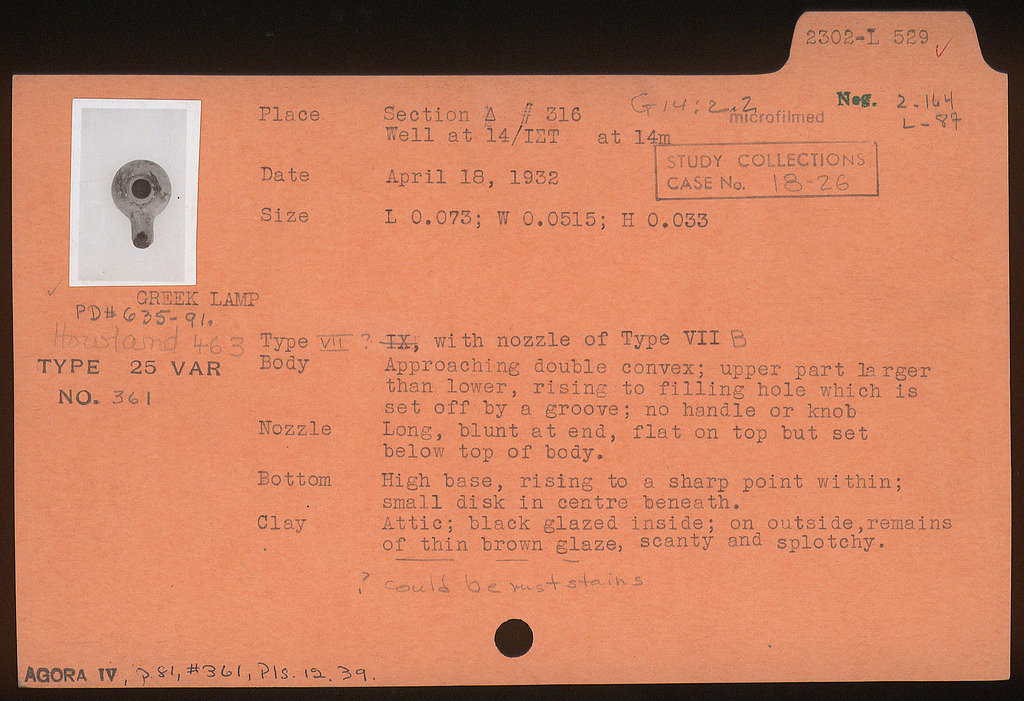 2302-L 529 ✓
Place Section Δ # 316 G 14:2 Neg. 2-164
microfilmed L-87
Well at 14/ΙΣΤ at 14m
STUDY COLLECTIONS
CASE No. 18-26
Date April 18, 1932
Size L 0.073; W 0.0515; H 0.033
✓ GREEK LAMP
PD# 635-91.
Howland 463
TYPE 25 VAR
NO. 361
Type VII ? IX, with nozzle of Type VII B
Body Approaching double convex; upper part larger
than lower, rising to filling hole which is
set off by a groove; no handle or knob
Nozzle Long, blunt at end, flat on top but set
below top of body.
Bottom High base, rising to a sharp point within;
small disk in centre beneath.
Clay Attic; black glazed inside; on outside,remains
of thin brown glaze, scanty and splotchy.
? could be rust stains
AGORA IV, p. 81, #361, Pls. 12, 39.